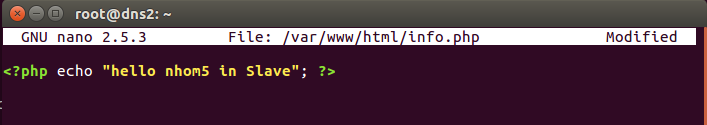 root@dns2: ~
GNU nano 2.5.3 File: /var/www/html/info.php Modified
<?php echo "hello nhom5 in Slave"; ?>